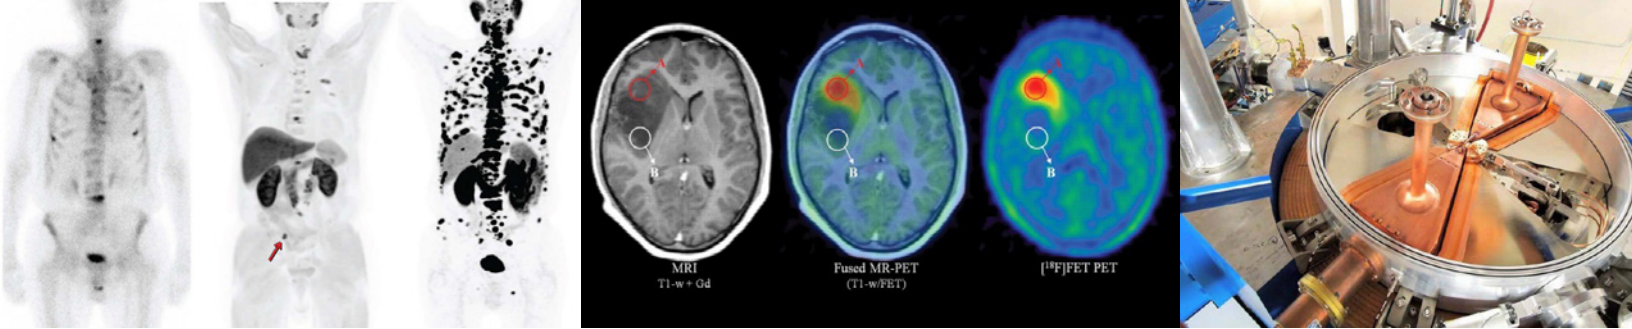 A
B
MRI
T1-w + Gd
A
B
Fused MR-PET
(T1-w/FET)
A
B
[¹⁸F]FET PET